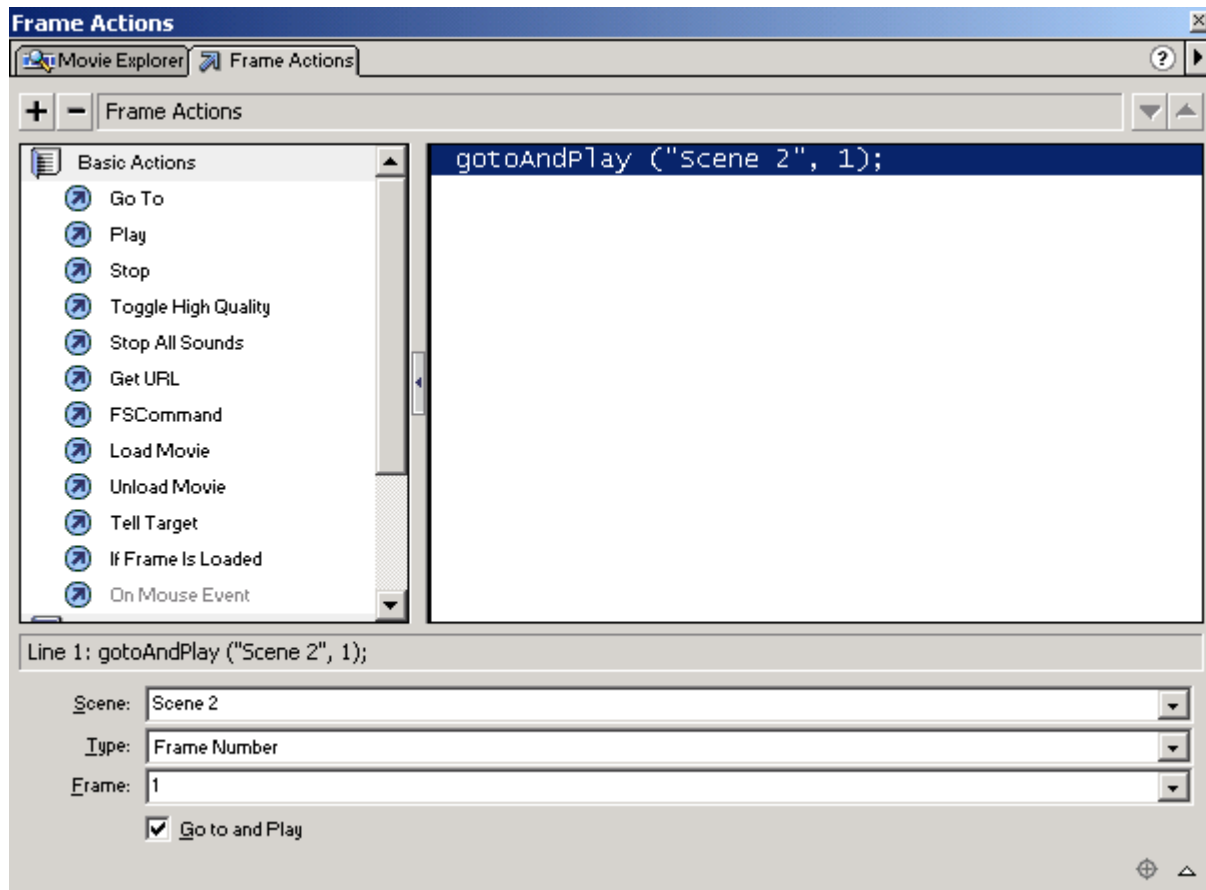 Frame Actions
Movie Explorer
Frame Actions
?
+ − Frame Actions
Basic Actions
Go To
Play
Stop
Toggle High Quality
Stop All Sounds
Get URL
FSCommand
Load Movie
Unload Movie
Tell Target
If Frame Is Loaded
On Mouse Event
gotoAndPlay ("Scene 2", 1);
Line 1: gotoAndPlay ("Scene 2", 1);
Scene: Scene 2
Type: Frame Number
Frame: 1
Go to and Play